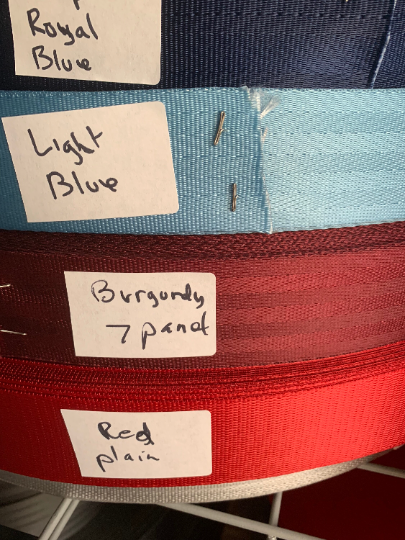 Royal
Blue
Light
Blue
Burgundy
7 panel
Red
plain